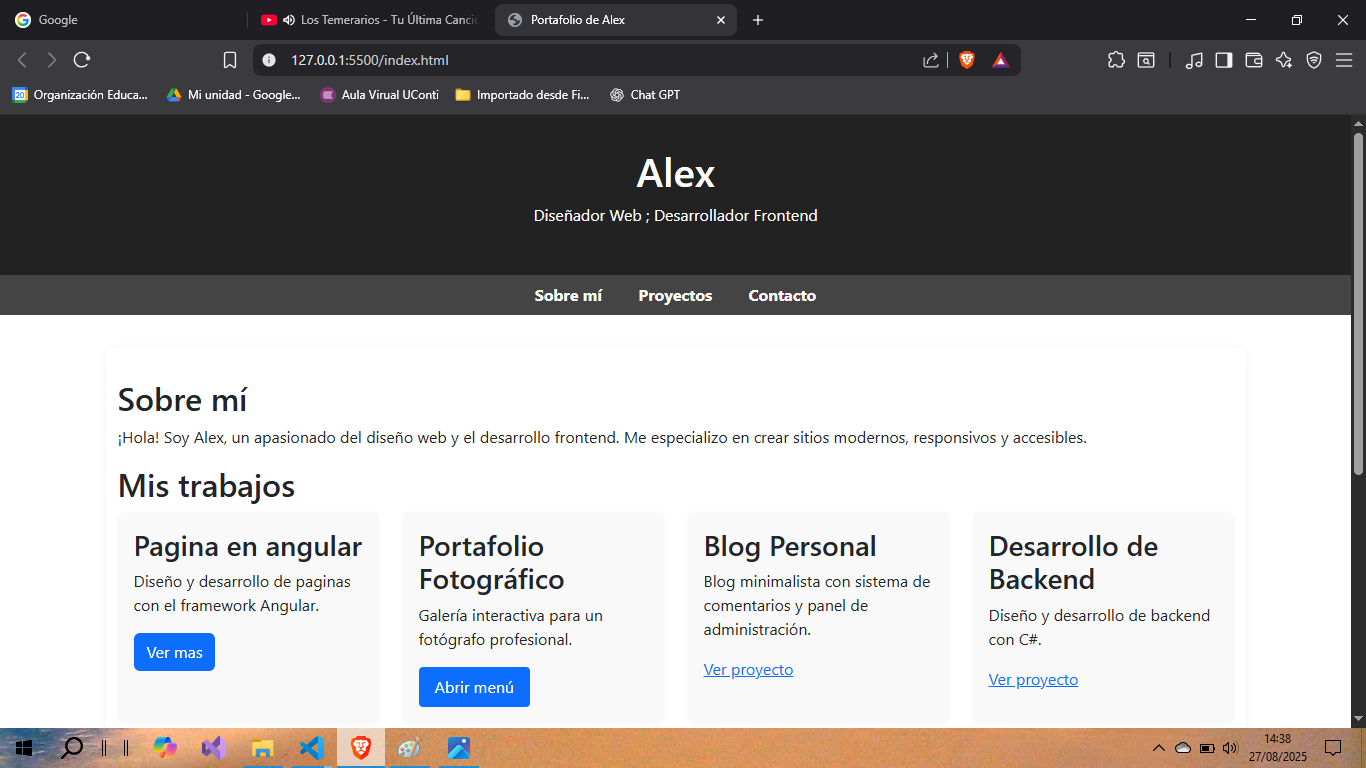 Google
Los Temerarios - Tu Última Canci
Portafolio de Alex
127.0.0.1:5500/index.html
20
Organización Educa...
Mi unidad - Google...
Aula Virual UConti
Importado desde Fi...
Chat GPT
Alex
Diseñador Web ; Desarrollador Frontend
Sobre mí
Proyectos
Contacto
Sobre mí
¡Hola! Soy Alex, un apasionado del diseño web y el desarrollo frontend. Me especializo en crear sitios modernos, responsivos y accesibles.
Mis trabajos
Pagina en angular
Diseño y desarrollo de paginas
con el framework Angular.
Ver mas
Portafolio
Fotográfico
Galería interactiva para un
fotógrafo profesional.
Abrir menú
Blog Personal
Blog minimalista con sistema de
comentarios y panel de
administración.
Ver proyecto
Desarrollo de
Backend
Diseño y desarrollo de backend
con C#.
Ver proyecto
14:38
27/08/2025